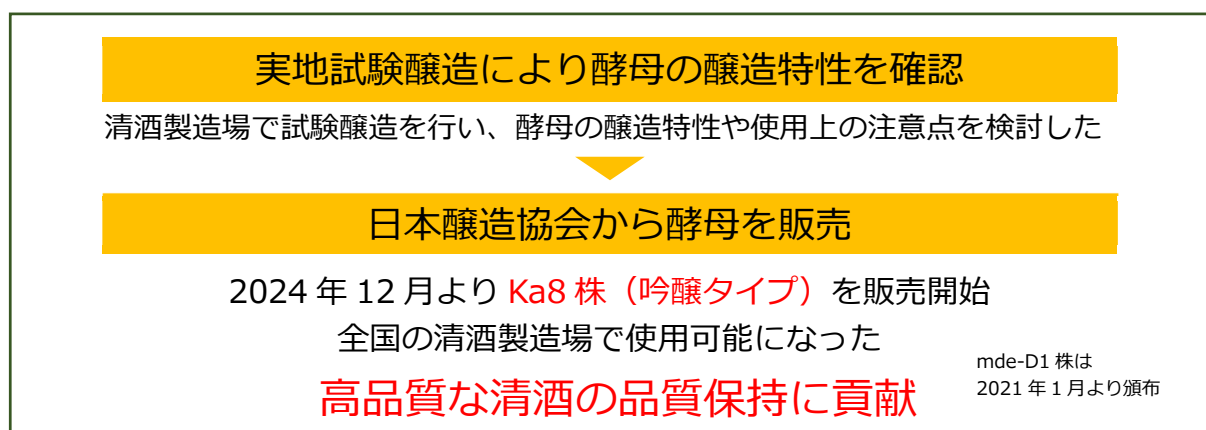 実地試験醸造により酵母の醸造特性を確認
清酒製造場で試験醸造を行い、酵母の醸造特性や使用上の注意点を検討した
日本醸造協会から酵母を販売
2024 年 12 月より Ka8 株（吟醸タイプ）を販売開始
全国の清酒製造場で使用可能になった
高品質な清酒の品質保持に貢献
mde-D1 株は
2021 年 1 月より頒布